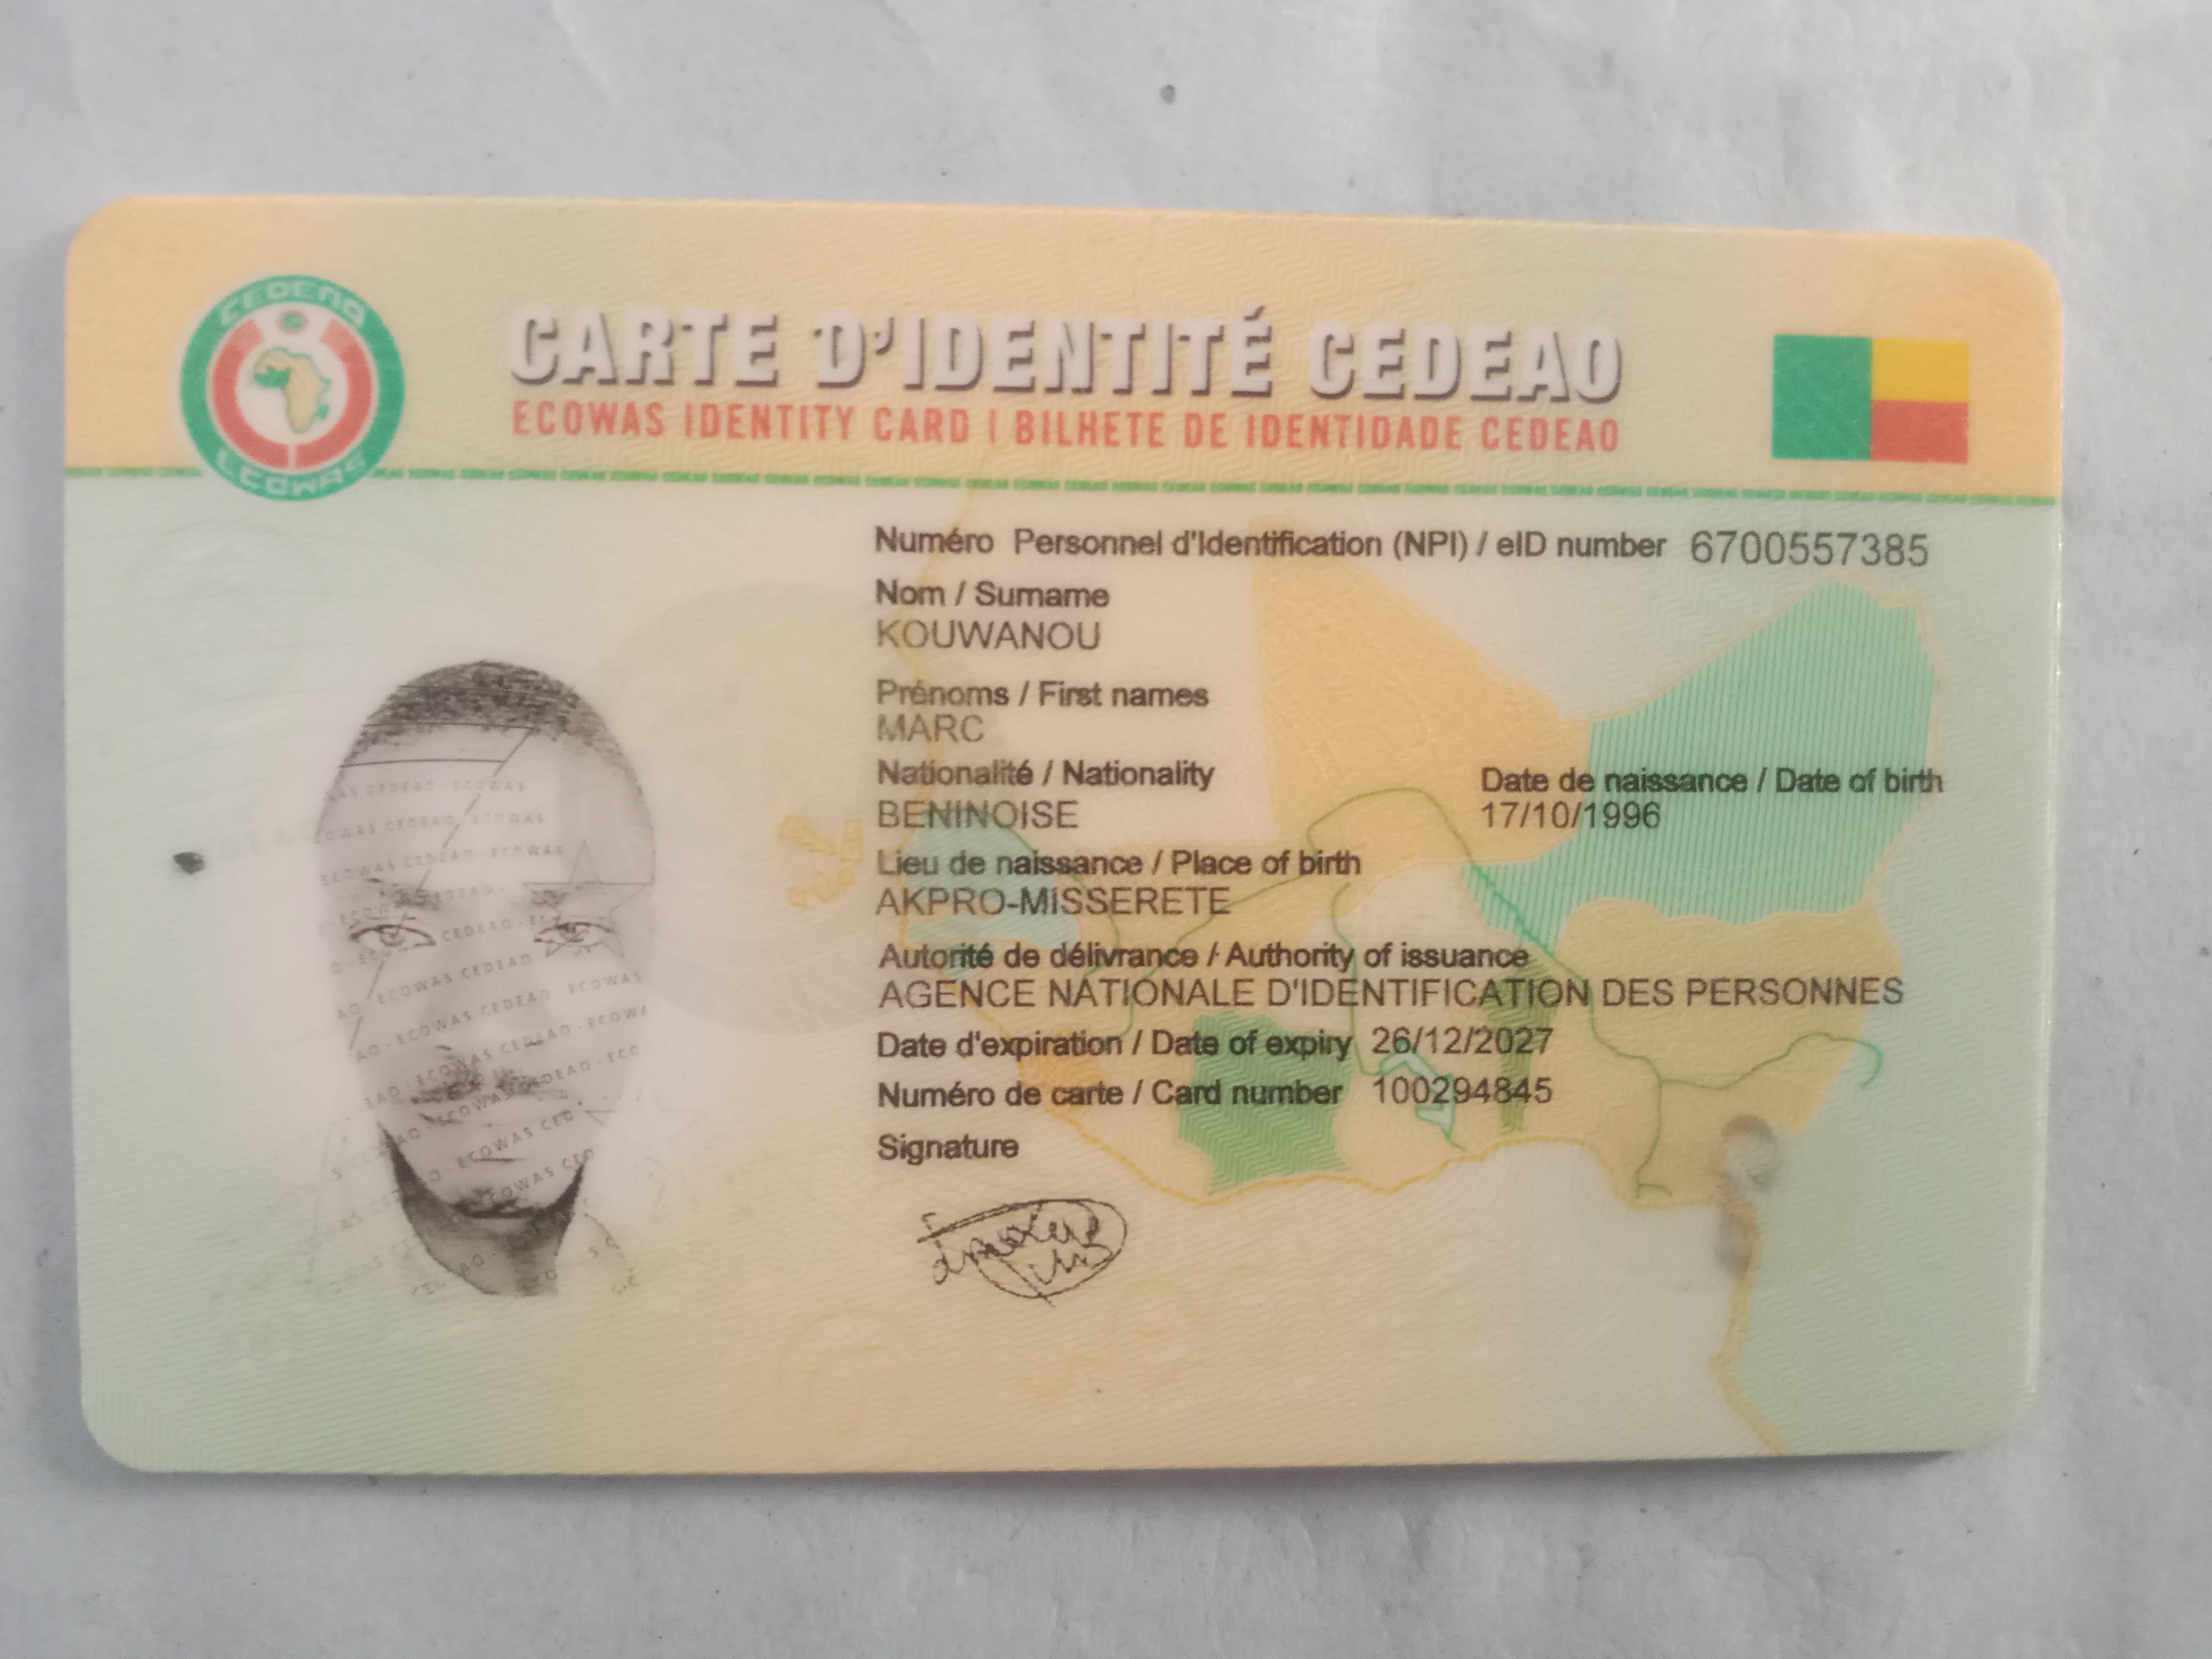 CEDEAO
ECOWAS
CARTE D'IDENTITÉ CEDEAO
ECOWAS IDENTITY CARD | BILHETE DE IDENTIDADE CEDEAO
Numéro Personnel d'Identification (NPI) / eID number 6700557385
Nom / Surname
KOUWANOU
Prénoms / First names
MARC
Nationalité / Nationality
BENINOISE
Date de naissance / Date of birth
17/10/1996
Lieu de naissance / Place of birth
AKPRO-MISSERETE
Autorité de délivrance / Authority of issuance
AGENCE NATIONALE D'IDENTIFICATION DES PERSONNES
Date d'expiration / Date of expiry 26/12/2027
Numéro de carte / Card number 100294845
Signature